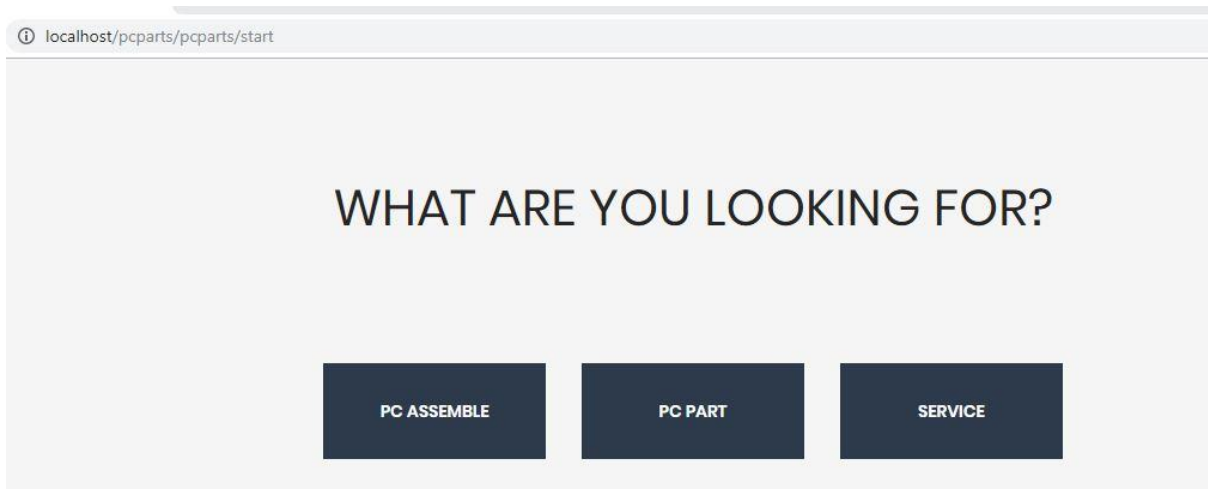 localhost/pcparts/pcparts/start
WHAT ARE YOU LOOKING FOR?
PC ASSEMBLE
PC PART
SERVICE